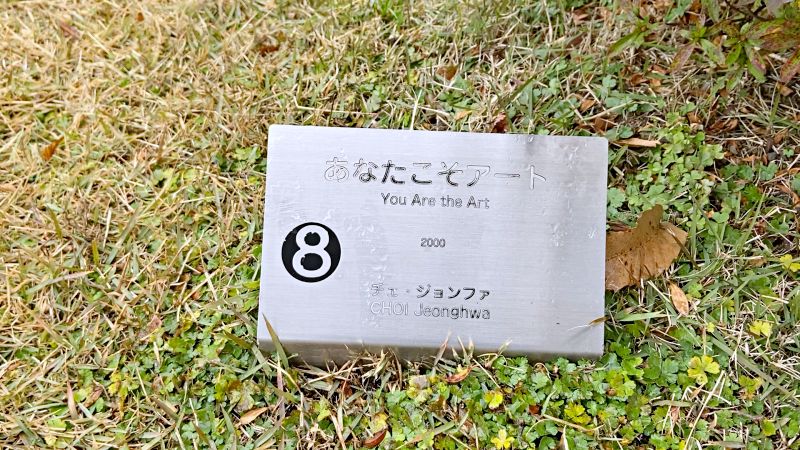 あなたこそアート
You Are the Art
2000
8
チェ・ジョンファ
CHOI Jeonghwa